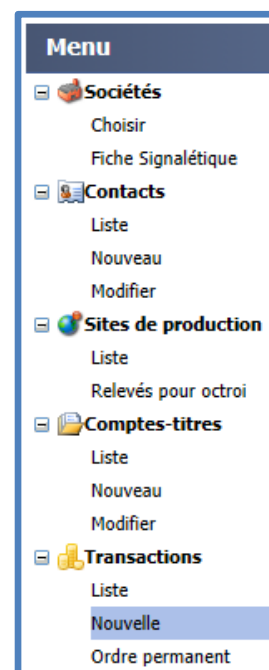 Menu
Sociétés
Choisir
Fiche Signalétique
Contacts
Liste
Nouveau
Modifier
Sites de production
Liste
Relevés pour octroi
Comptes-titres
Liste
Nouveau
Modifier
Transactions
Liste
Nouvelle
Ordre permanent